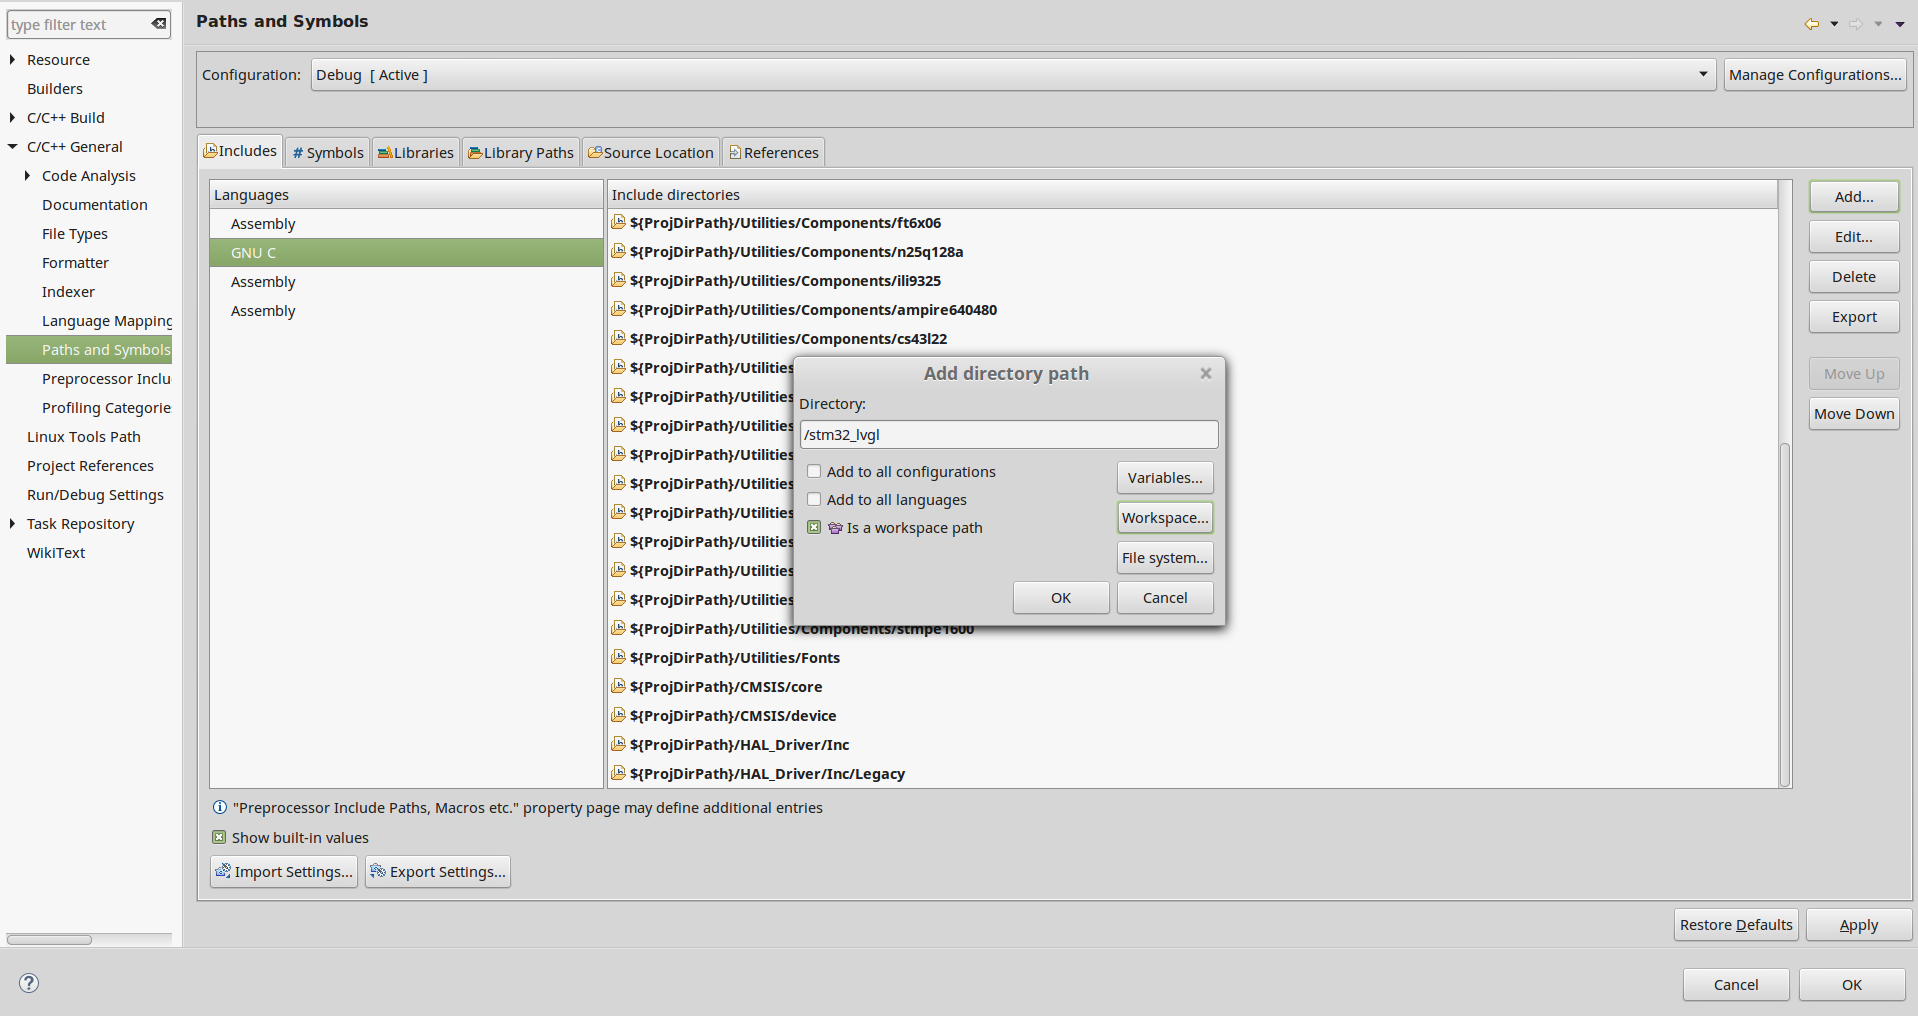 type filter text
Resource
Builders
C/C++ Build
C/C++ General
Code Analysis
Documentation
File Types
Formatter
Indexer
Language Mapping
Paths and Symbols
Preprocessor Inclu
Profiling Categorie
Linux Tools Path
Project References
Run/Debug Settings
Task Repository
WikiText
Paths and Symbols
Configuration:
Debug [ Active ]
Manage Configurations...
Includes
# Symbols
Libraries
Library Paths
Source Location
References
Languages
Assembly
GNU C
Assembly
Assembly
Include directories
${ProjDirPath}/Utilities/Components/ft6x06
${ProjDirPath}/Utilities/Components/n25q128a
${ProjDirPath}/Utilities/Components/ili9325
${ProjDirPath}/Utilities/Components/ampire640480
${ProjDirPath}/Utilities/Components/cs43l22
${ProjDirPath}/Utilities
${ProjDirPath}/Utilities
${ProjDirPath}/Utilities
${ProjDirPath}/Utilities
${ProjDirPath}/Utilities
${ProjDirPath}/Utilities
${ProjDirPath}/Utilities
${ProjDirPath}/Utilities
${ProjDirPath}/Utilities
${ProjDirPath}/Utilities/Components/stmpe1600
${ProjDirPath}/Utilities/Fonts
${ProjDirPath}/CMSIS/core
${ProjDirPath}/CMSIS/device
${ProjDirPath}/HAL_Driver/Inc
${ProjDirPath}/HAL_Driver/Inc/Legacy
Add directory path
Directory:
/stm32_lvgl
Add to all configurations
Add to all languages
Is a workspace path
Variables...
Workspace...
File system...
OK
Cancel
Add...
Edit...
Delete
Export
Move Up
Move Down
"Preprocessor Include Paths, Macros etc." property page may define additional entries
Show built-in values
Import Settings...
Export Settings...
Restore Defaults
Apply
?
Cancel
OK